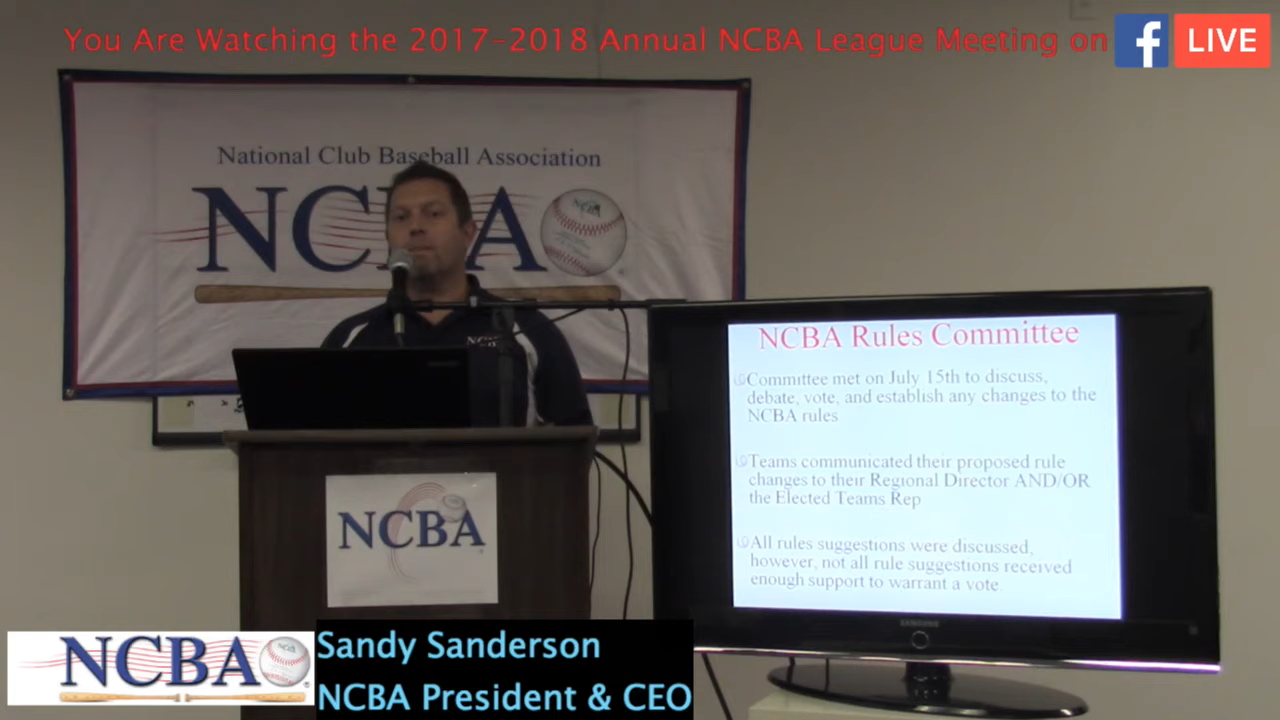 You Are Watching the 2017-2018 Annual NCBA League Meeting on f LIVE
National Club Baseball Association
NCBA
NCBA
NCBA Rules Committee
Committee met on July 15th to discuss,
debate, vote, and establish any changes to the
NCBA rules
Teams communicated their proposed rule
changes to their Regional Director AND/OR
the Elected Teams Rep
All rules suggestions were discussed,
however, not all rule suggestions received
enough support to warrant a vote.
SAMSUNG
NCBA
NCBA
Sandy Sanderson
NCBA President & CEO